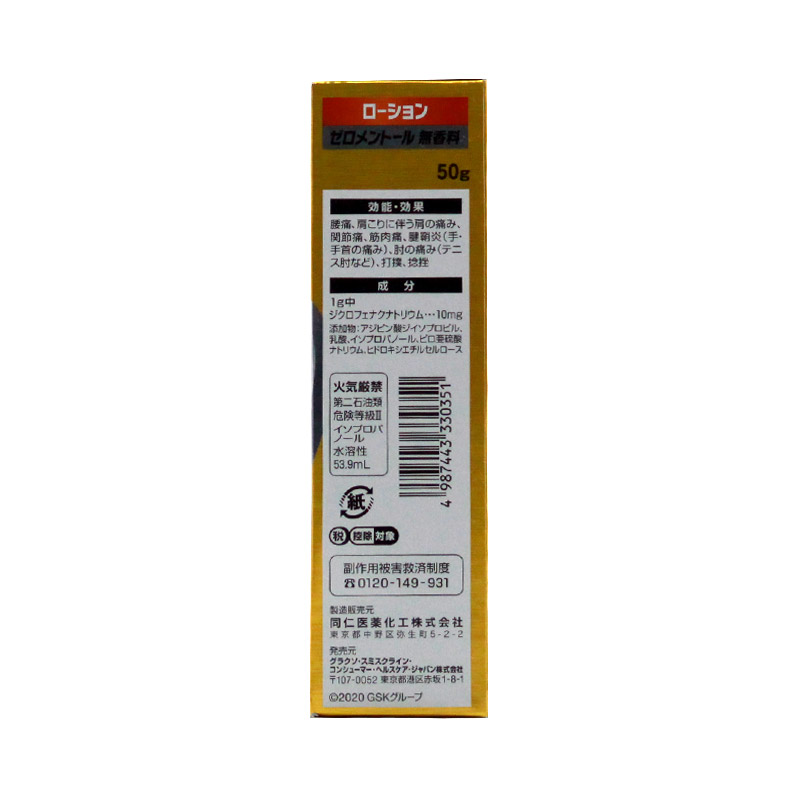 ローション
ゼロメントール 無香料
50g
効能・効果
腰痛、肩こりに伴う肩の痛み、
関節痛、筋肉痛、腱鞘炎(手・
手首の痛み)、肘の痛み(テニ
ス肘など)、打撲、捻挫
成分
1g中
ジクロフェナクナトリウム…10mg
添加物:アジピン酸ジイソプロピル、
乳酸、イソプロパノール、ピロ亜硫酸
ナトリウム、ヒドロキシエチルセルロース
火気厳禁
第二石油類
危険等級Ⅱ
イソプロパ
ノール
水溶性
53.9mL
4 987443 330351
紙
税 控除 対象
副作用被害救済制度
☎0120-149-931
製造販売元
同仁医薬化工株式会社
東京都中野区弥生町5-2-2
発売元
グラクソ・スミスクライン・
コンシューマー・ヘルスケア・ジャパン株式会社
〒107-0052 東京都港区赤坂1-8-1
©2020 GSKグループ